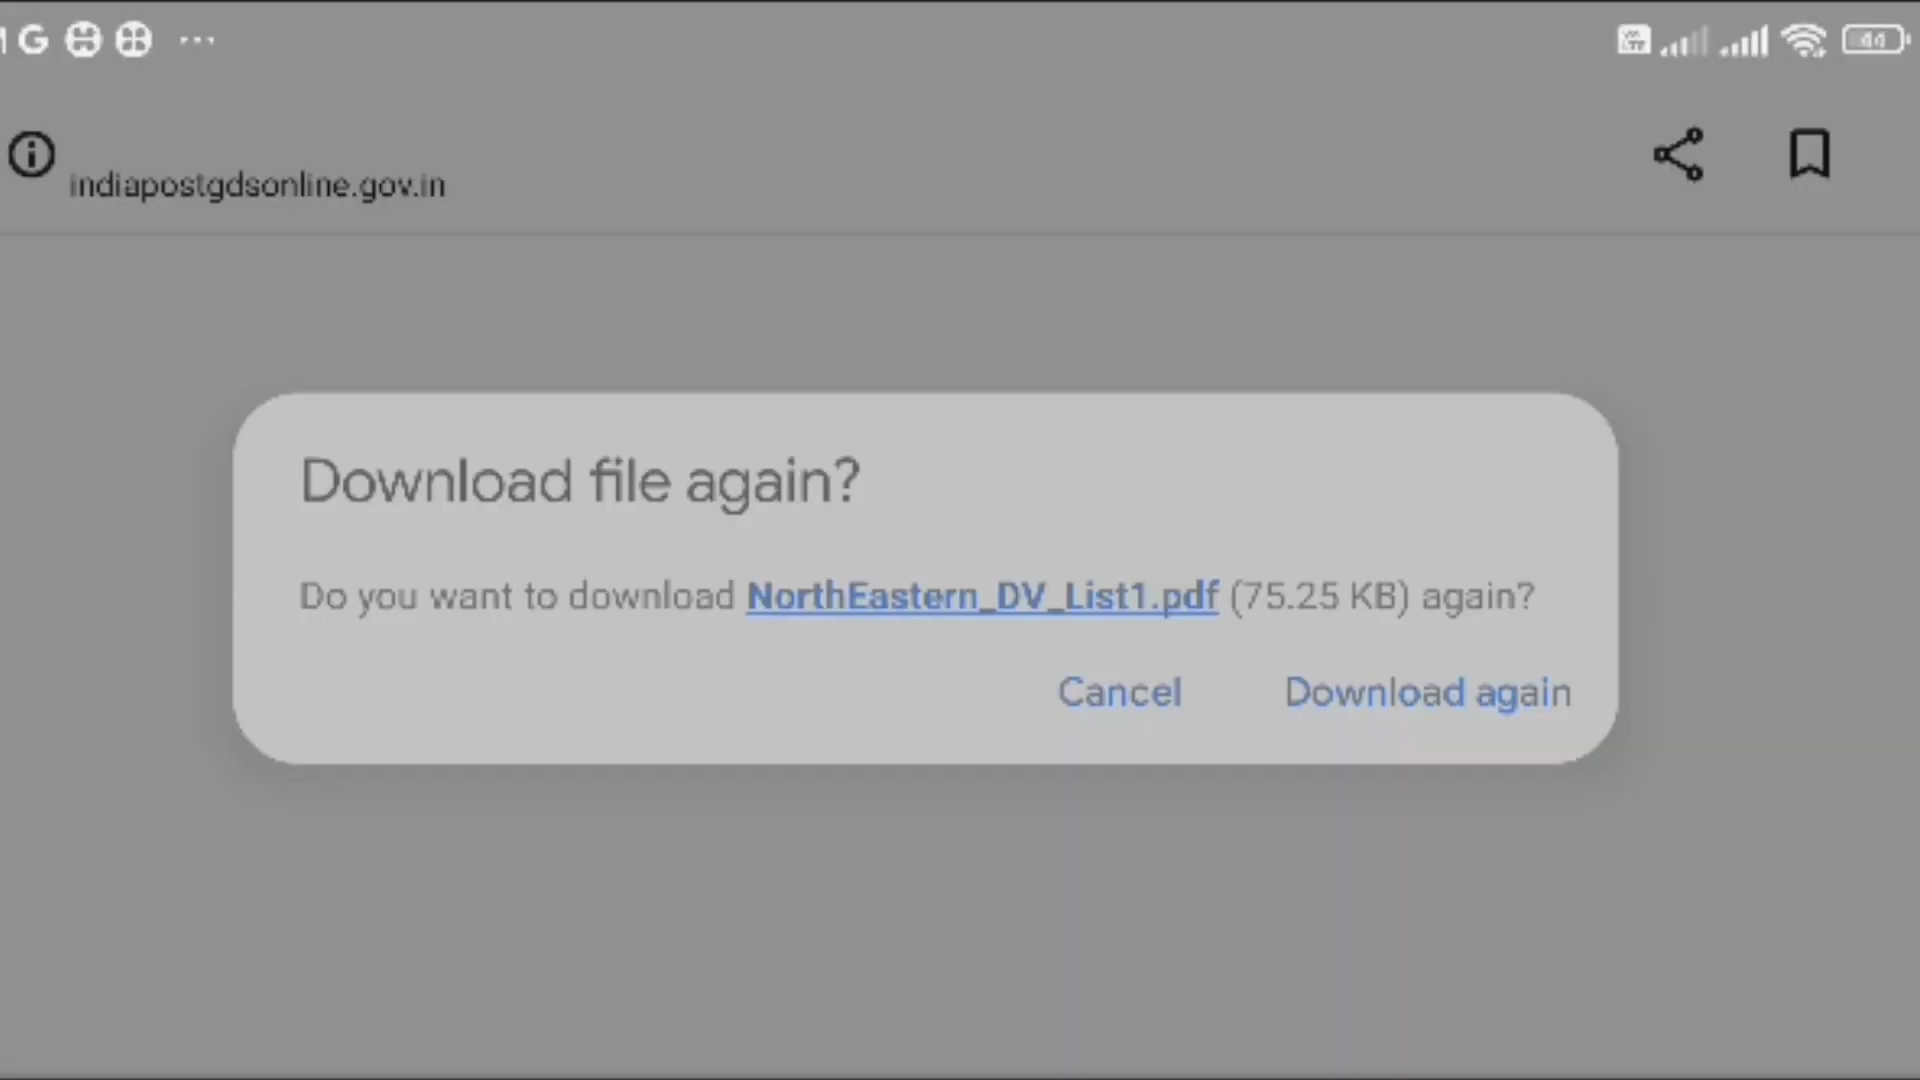 G
44
indiapostgdsonline.gov.in
Download file again?
Do you want to download NorthEastern_DV_List1.pdf (75.25 KB) again?
Cancel Download again